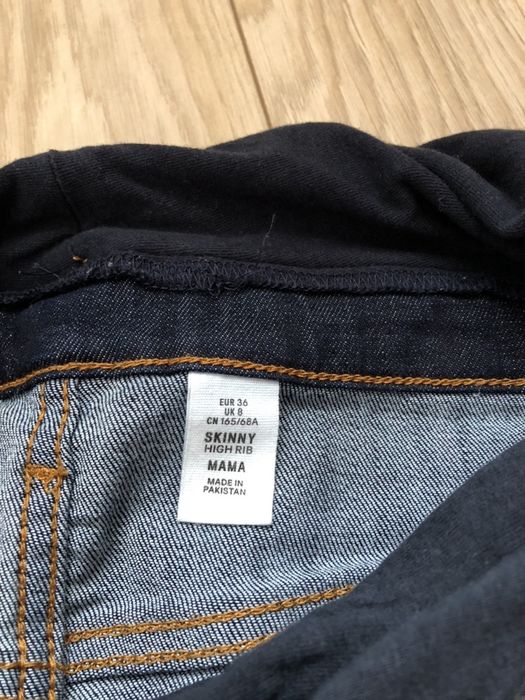 EUR 36
UK 8
CN 165/68A
SKINNY
HIGH RIB
MAMA
MADE IN
PAKISTAN